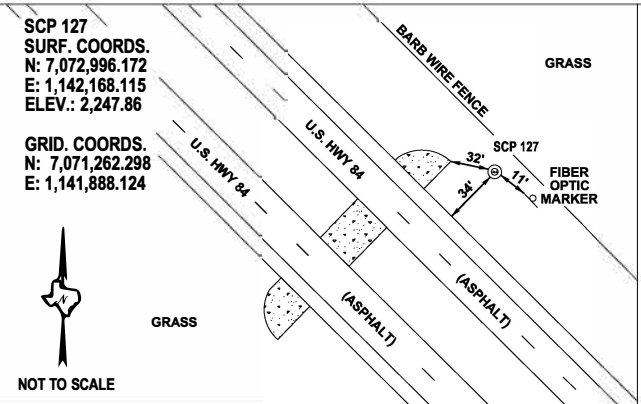 SCP 127
SURF. COORDS.
N: 7,072,996.172
E: 1,142,168.115
ELEV.: 2,247.86
GRID. COORDS.
N: 7,071,262.298
E: 1,141,888.124
BARB WIRE FENCE
GRASS
U.S. HWY 84
U.S. HWY 84
SCP 127
32'
34'
11'
FIBER
OPTIC
MARKER
(ASPHALT)
(ASPHALT)
GRASS
N
NOT TO SCALE